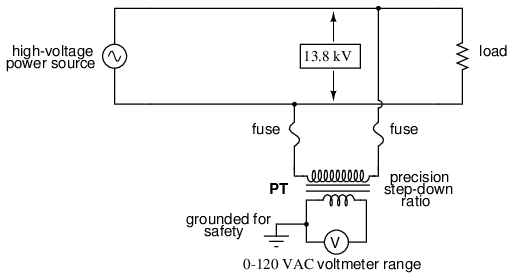 high-voltage
power source
13.8 kV
load
fuse
fuse
PT
precision
step-down
ratio
grounded for
safety
V
0-120 VAC voltmeter range